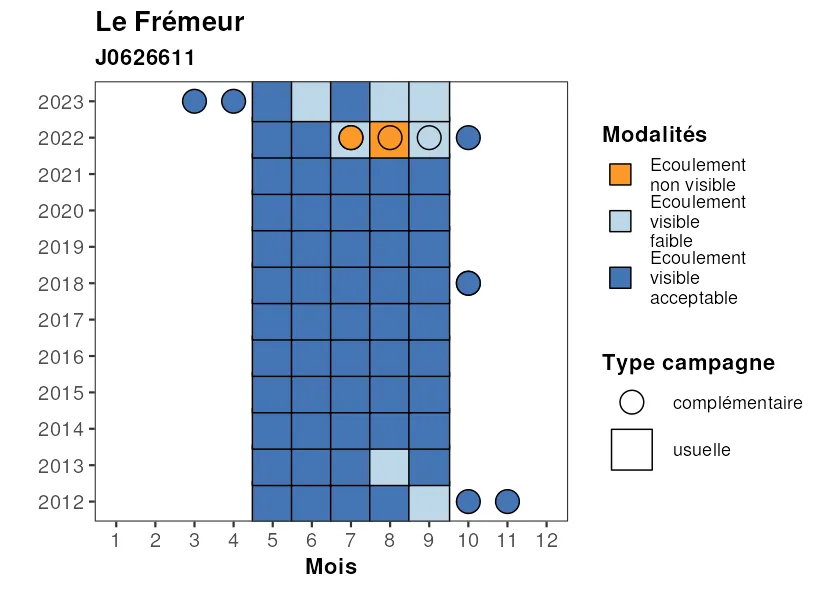 Le Frémeur
J0626611
2023
2022
2021
2020
2019
2018
2017
2016
2015
2014
2013
2012
1 2 3 4 5 6 7 8 9 10 11 12
Mois
Modalités
Ecoulement
non visible
Ecoulement
visible
faible
Ecoulement
visible
acceptable
Type campagne
complémentaire
usuelle